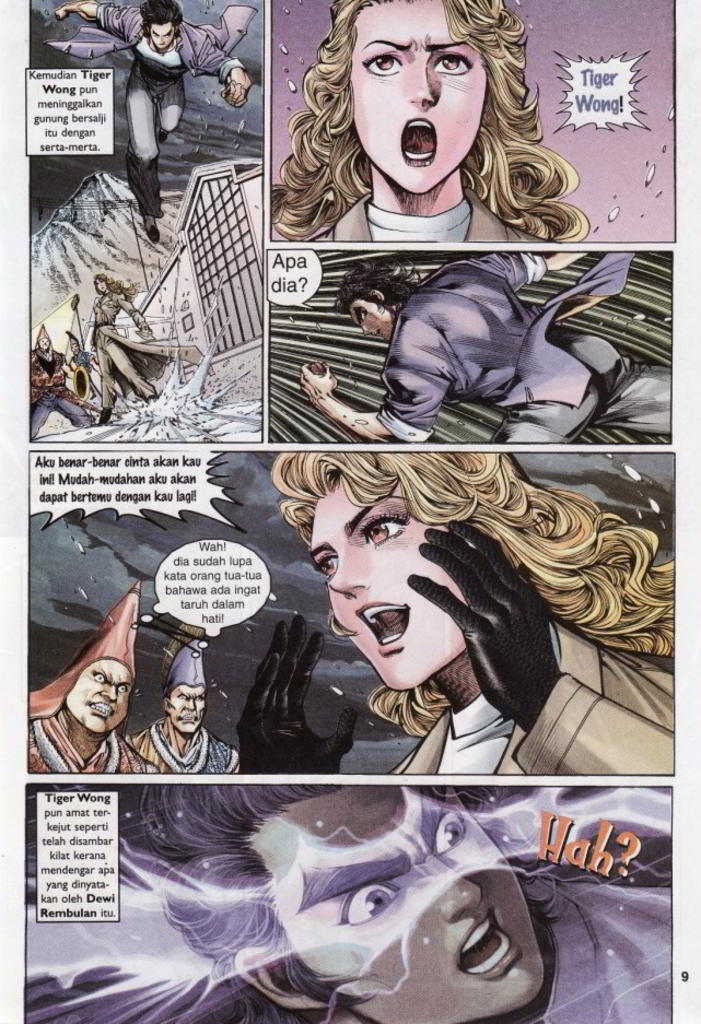 Kemudian Tiger
Wong pun
meninggalkan
gunung bersalji
itu dengan
serta-merta.
Tiger
Wong!
Apa
dia?
Aku benar-benar cinta akan kau
ini! Mudah-mudahan aku akan
dapat bertemu dengan kau lagi!
Wah!
dia sudah lupa
kata orang tua-tua
bahawa ada ingat
taruh dalam
hati!
Tiger Wong
pun amat ter-
kejut seperti
telah disambar
kilat kerana
mendengar apa
yang dinyata-
kan oleh Dewi
Rembulan itu.
Hah?
9